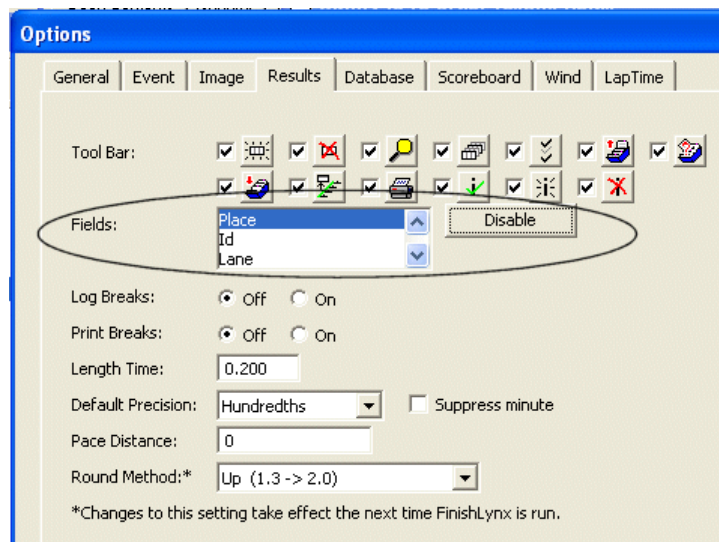 Options
General Event Image Results Database Scoreboard Wind LapTime
Tool Bar:
Fields:
Place
Id
Lane
Disable
Log Breaks: Off On
Print Breaks: Off On
Length Time: 0.200
Default Precision: Hundredths Suppress minute
Pace Distance: 0
Round Method:* Up (1.3 -> 2.0)
*Changes to this setting take effect the next time FinishLynx is run.